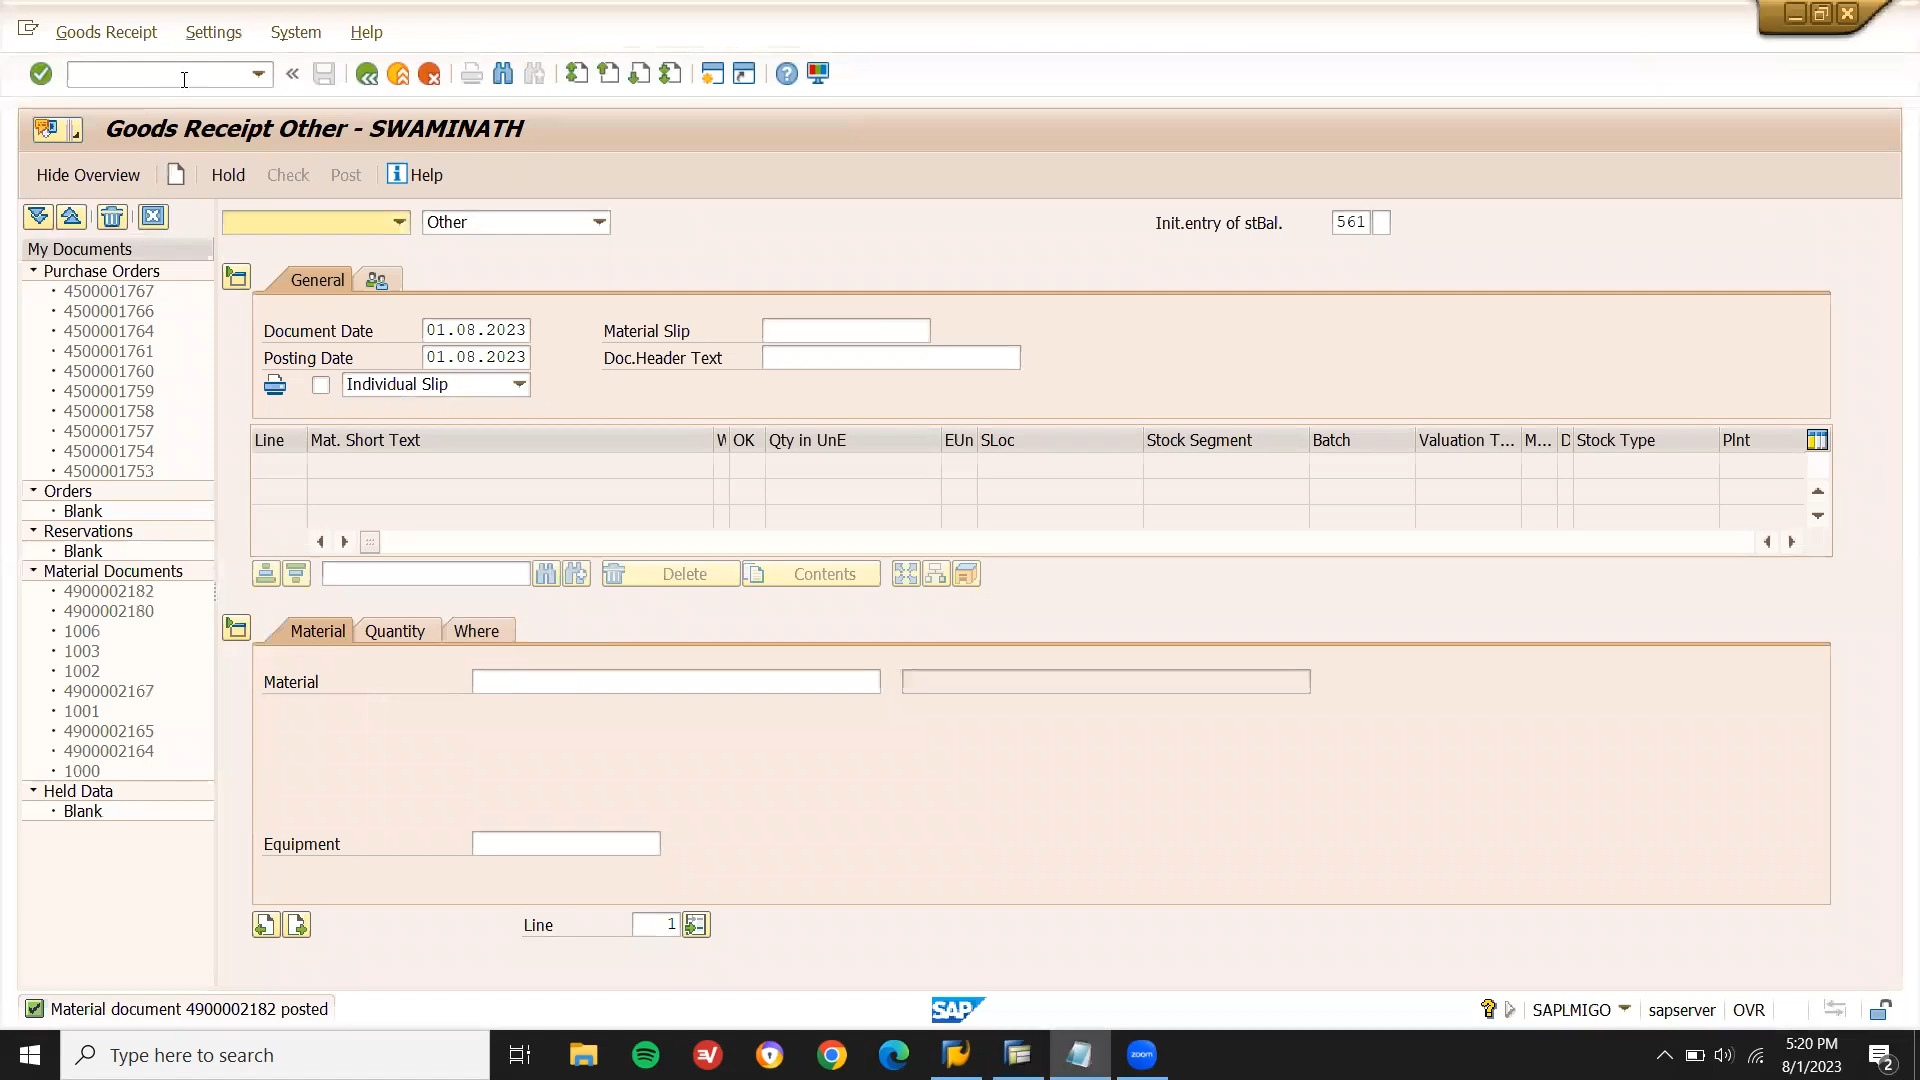 Goods Receipt Settings System Help
Goods Receipt Other - SWAMINATH
Hide Overview Hold Check Post Help
Other Init.entry of stBal. 561
My Documents
Purchase Orders
4500001767
4500001766
4500001764
4500001761
4500001760
4500001759
4500001758
4500001757
4500001754
4500001753
Orders
Blank
Reservations
Blank
Material Documents
4900002182
4900002180
1006
1003
1002
4900002167
1001
4900002165
4900002164
1000
Held Data
Blank
General
Document Date 01.08.2023 Material Slip
Posting Date 01.08.2023 Doc.Header Text
Individual Slip
Line Mat. Short Text W OK Qty in UnE EUn SLoc Stock Segment Batch Valuation T... M... D Stock Type Plnt
Delete Contents
Material Quantity Where
Material
Equipment
Line 1
Material document 4900002182 posted SAP SAPLMIGO sapserver OVR
Type here to search
zoom
5:20 PM
8/1/2023
2